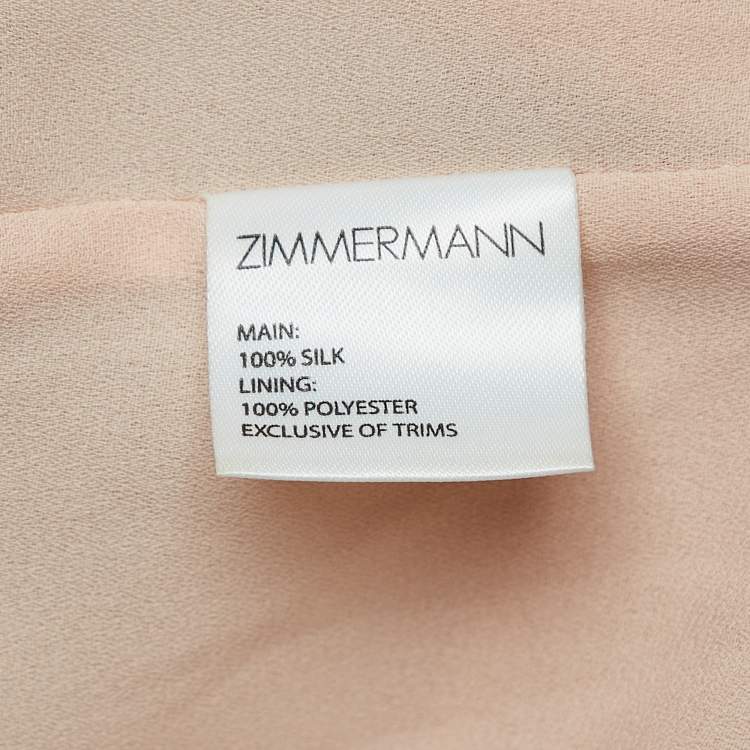 ZIMMERMANN
MAIN:
100% SILK
LINING:
100% POLYESTER
EXCLUSIVE OF TRIMS